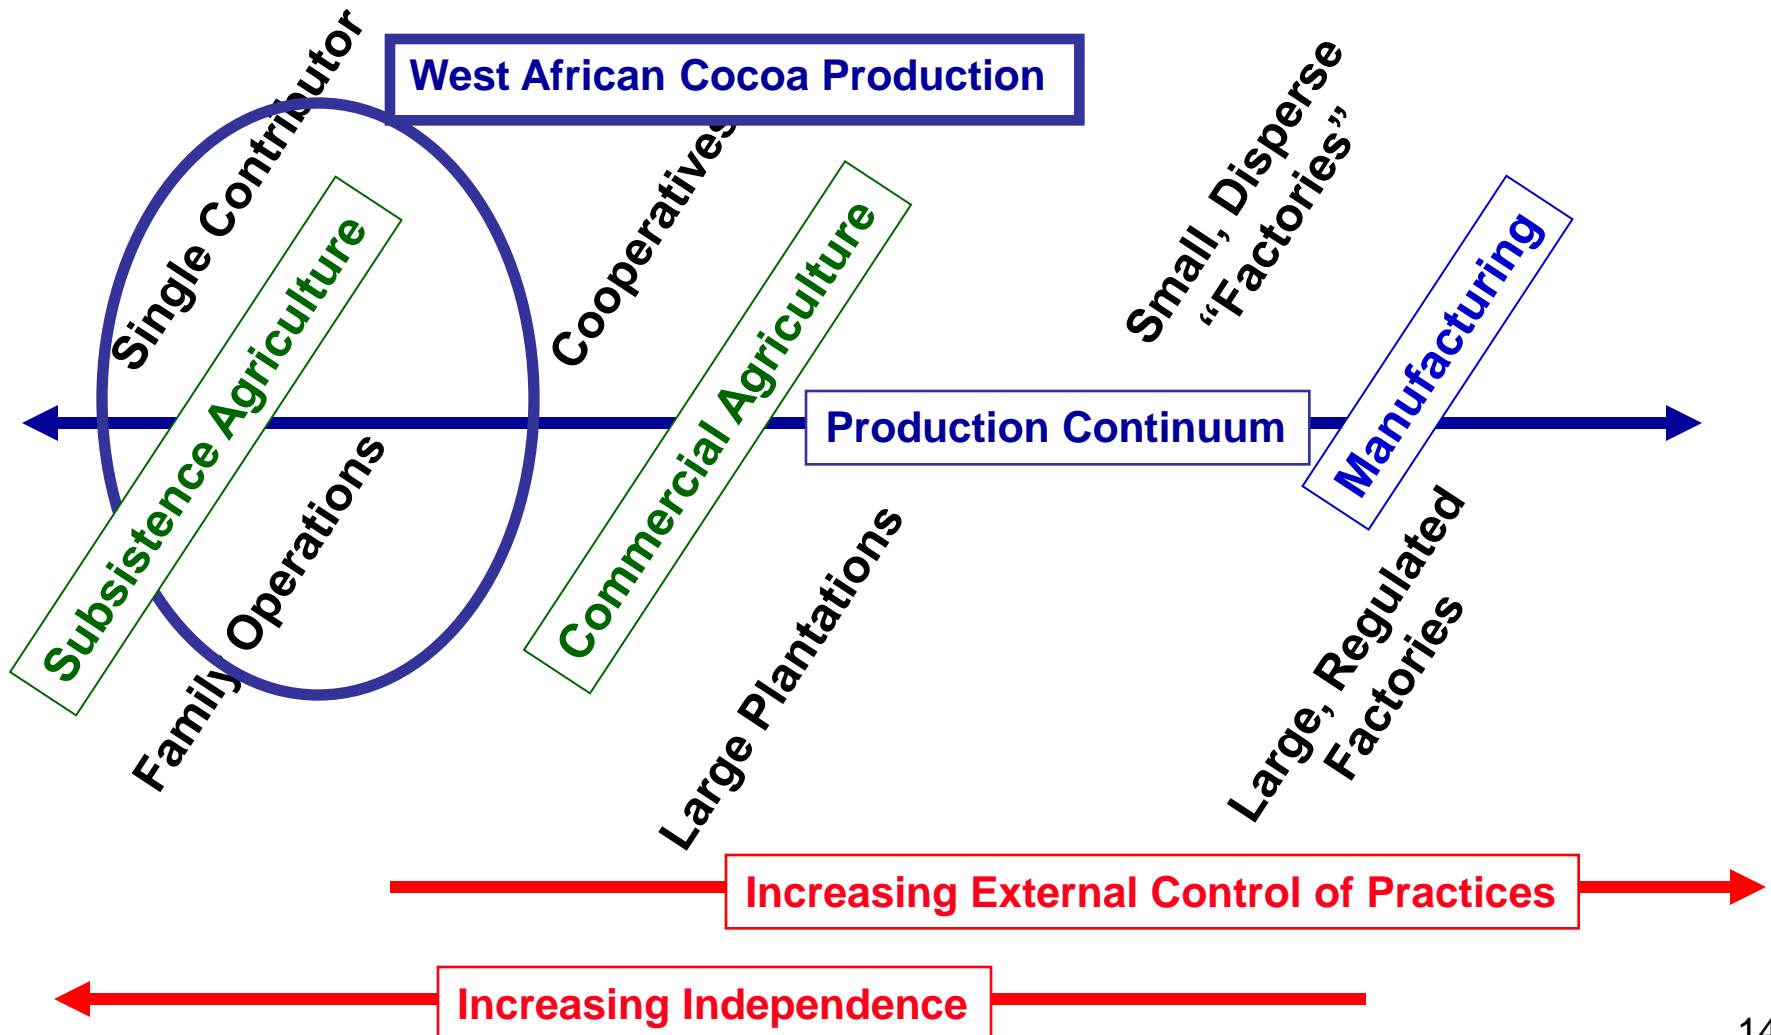 West African Cocoa Production
Single Contributor
Cooperatives
Small, Disperse
“Factories”
Subsistence Agriculture
Commercial Agriculture
Manufacturing
Production Continuum
Family Operations
Large Plantations
Large, Regulated
Factories
Increasing External Control of Practices
Increasing Independence
14